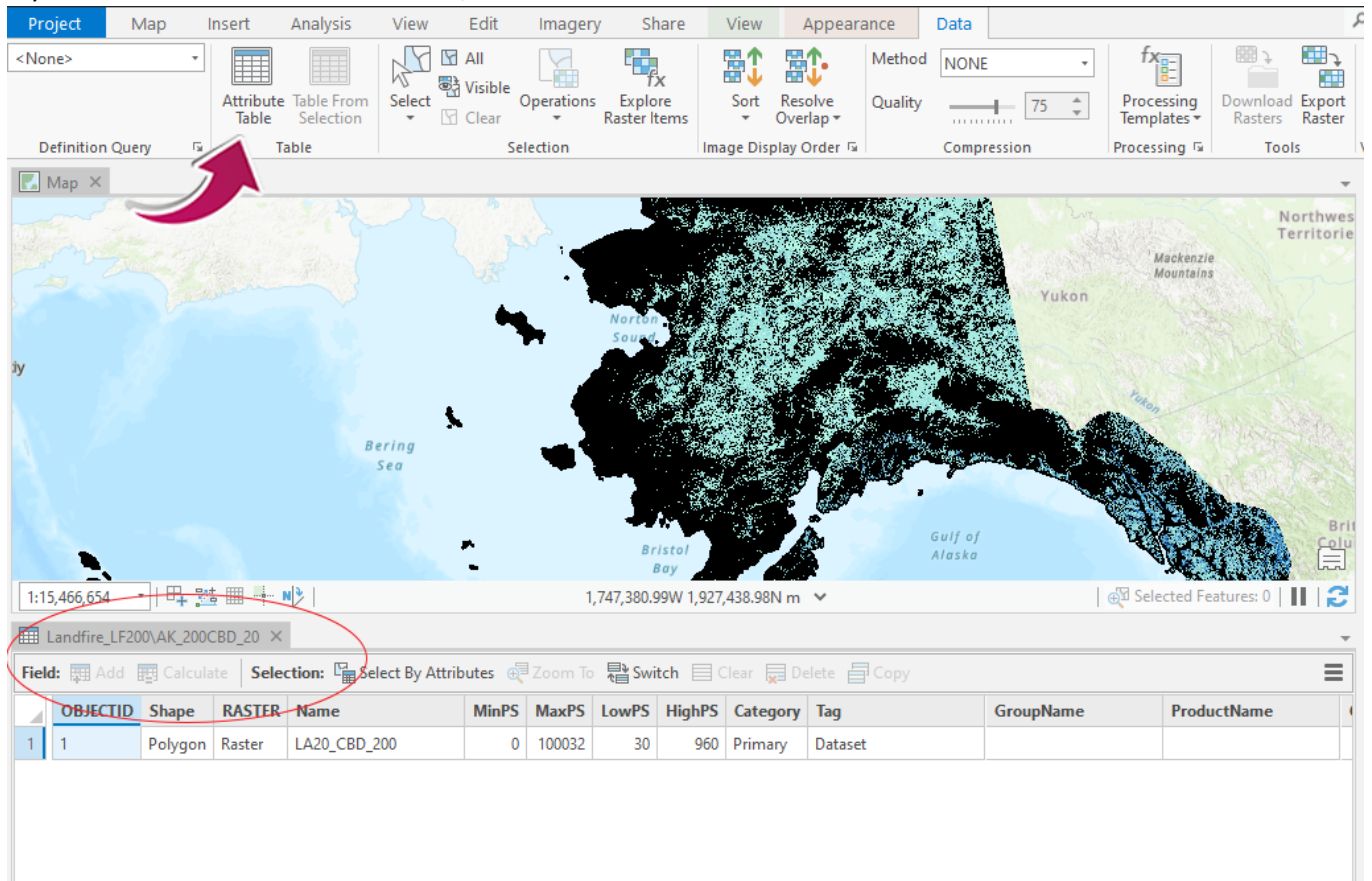 Project Map Insert Analysis View Edit Imagery Share View Appearance Data
<None>
Attribute Table
Table From Selection
Select
All
Visible
Clear
Operations
Explore Raster Items
Sort
Resolve Overlap
Method NONE
Quality 75
Processing Templates
Download Rasters
Export Raster
Definition Query Table Selection Image Display Order Compression Processing Tools
Map
Northwes
Territorie
Mackenzie
Mountains
Yukon
Norton
Sound
Yukon
Bering
Sea
Gulf of
Alaska
Bristol
Bay
Brit
Colu
1:15,466,654 1,747,380.99W 1,927,438.98N m Selected Features: 0
Landfire_LF200\AK_200CBD_20
Field: Add Calculate Selection: Select By Attributes Zoom To Switch Clear Delete Copy
OBJECTID Shape RASTER Name MinPS MaxPS LowPS HighPS Category Tag GroupName ProductName
1 1 Polygon Raster LA20_CBD_200 0 100032 30 960 Primary Dataset